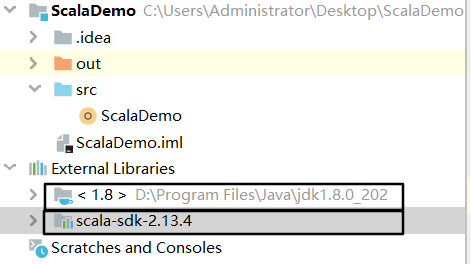 ScalaDemo C:\Users\Administrator\Desktop\ScalaDemo
.idea
out
src
ScalaDemo
ScalaDemo.iml
External Libraries
< 1.8 > D:\Program Files\Java\jdk1.8.0_202
scala-sdk-2.13.4
Scratches and Consoles